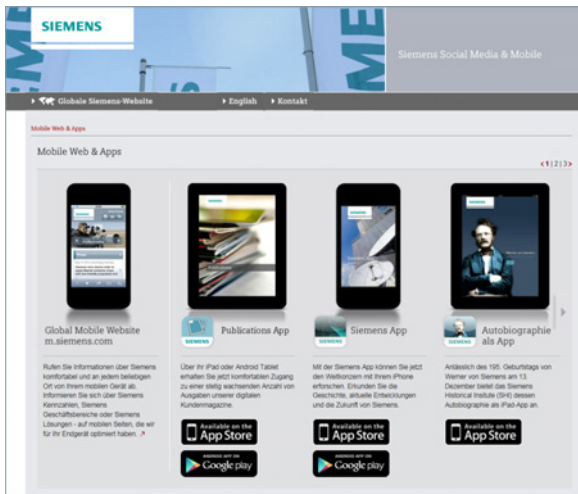 SIEMENS
Siemens Social Media & Mobile
Globale Siemens-Website
English
Kontakt
Mobile Web & Apps
Mobile Web & Apps
1|2|3
Global Mobile Website
m.siemens.com
Rufen Sie Informationen über Siemens
komfortabel und an jedem beliebigen
Ort von Ihrem mobilen Gerät ab.
Informieren Sie sich über Siemens
Kennzahlen, Siemens
Geschäftsbereiche oder Siemens
Lösungen - auf mobilen Seiten, die wir
für Ihr Endgerät optimiert haben.
SIEMENS
Publications App
Über ihr iPad oder Android Tablet
erhalten Sie jetzt komfortablen Zugang
zu einer stetig wachsenden Anzahl von
Ausgaben unserer digitalen
Kundenmagazine.
Available on the
App Store
ANDROID APP ON
Google play
SIEMENS
Siemens App
Mit der Siemens App können Sie jetzt
den Weltkonzern mit Ihrem iPhone
erforschen. Erkunden Sie die
Geschichte, aktuelle Entwicklungen
und die Zukunft von Siemens.
Available on the
App Store
ANDROID APP ON
Google play
SIEMENS
Autobiographie
als App
Anlässlich des 195. Geburtstags von
Werner von Siemens am 13.
Dezember bietet das Siemens
Historical Insitute (SHI) dessen
Autobiographie als iPad-App an.
Available on the
App Store